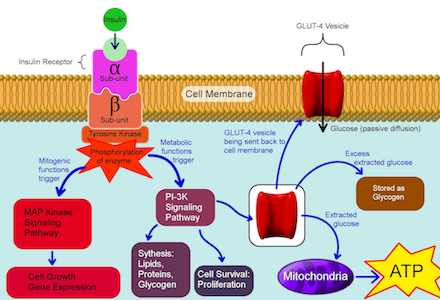 Insulin
GLUT-4 Vesicle
Insulin Receptor
α
Sub-unit
Cell Membrane
β
Sub-unit
Tyrosine Kinase
Glucose (passive diffusion)
Phosphorylation
of enzyme
Mitogenic
functions
trigger
Metabolic
functions
trigger
GLUT-4 vesicle
being sent back to
cell membrane
Excess
extracted glucose
Stored as
Glycogen
MAP Kinase
Signaling
Pathway
PI-3K
Signaling
Pathway
Extracted
glucose
Cell Growth
Gene Expression
Sythesis:
Lipids,
Proteins,
Glycogen
Cell Survival:
Proliferation
Mitochondria
ATP